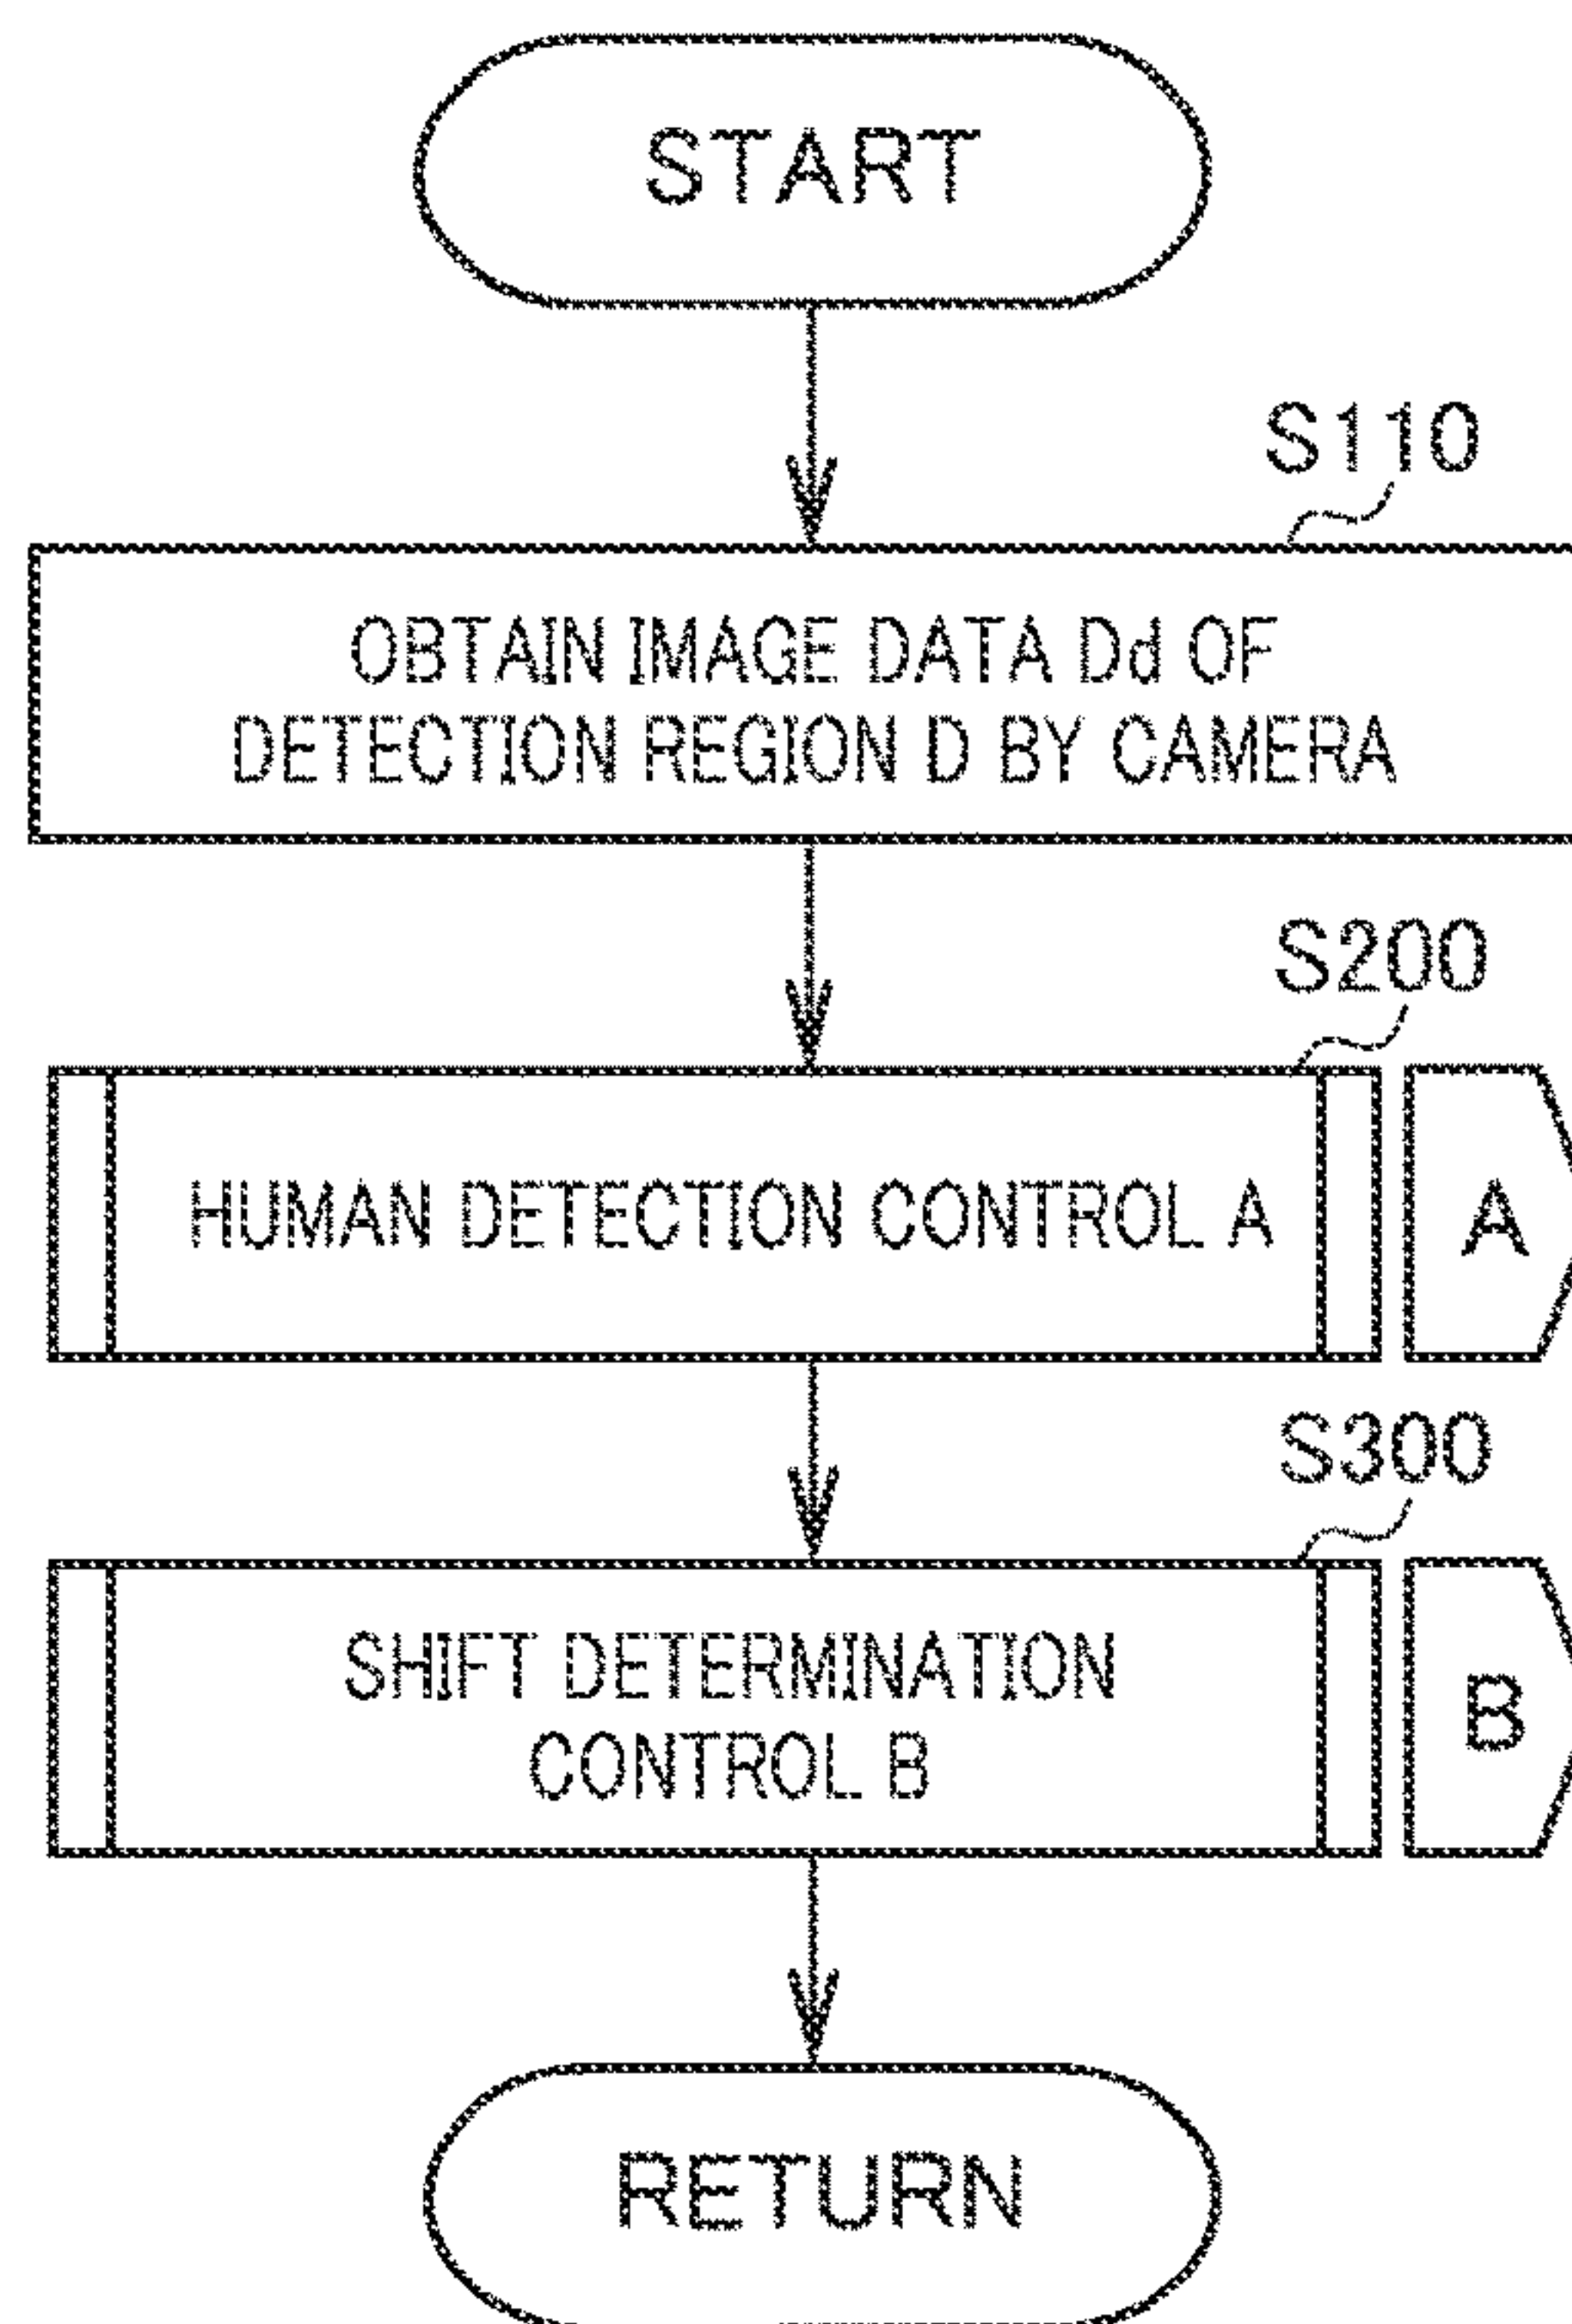 START
S110
OBTAIN IMAGE DATA Dd OF
DETECTION REGION D BY CAMERA
S200
HUMAN DETECTION CONTROL A
A
S300
SHIFT DETERMINATION
CONTROL B
B
RETURN